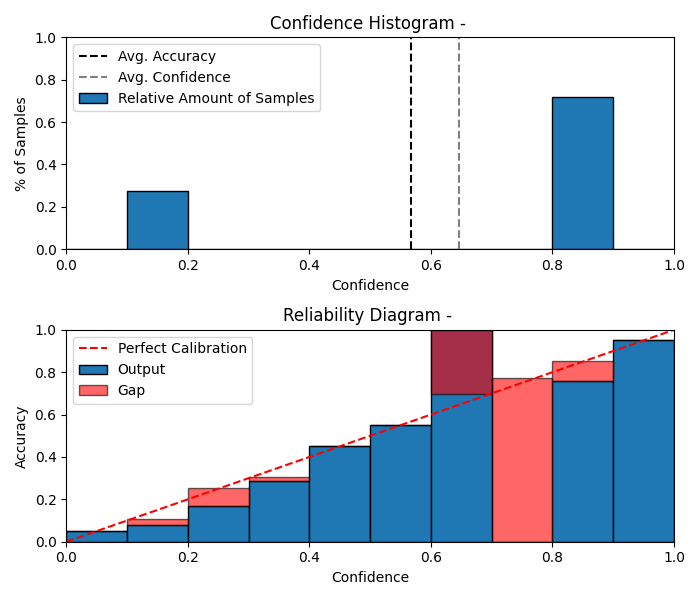 Confidence Histogram -
1.0
0.8
0.6
0.4
0.2
0.0
% of Samples
Avg. Accuracy
Avg. Confidence
Relative Amount of Samples
0.0 0.2 0.4 0.6 0.8 1.0
Confidence
Reliability Diagram -
1.0
0.8
0.6
0.4
0.2
0.0
Accuracy
Perfect Calibration
Output
Gap
0.0 0.2 0.4 0.6 0.8 1.0
Confidence